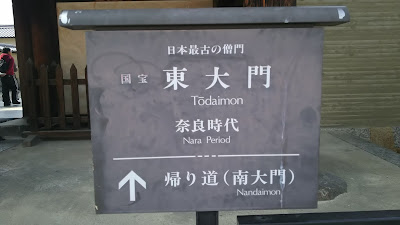 日本最古の僧門
国宝 東大門
Tōdaimon
奈良時代
Nara Period
帰り道(南大門)
Nandaimon